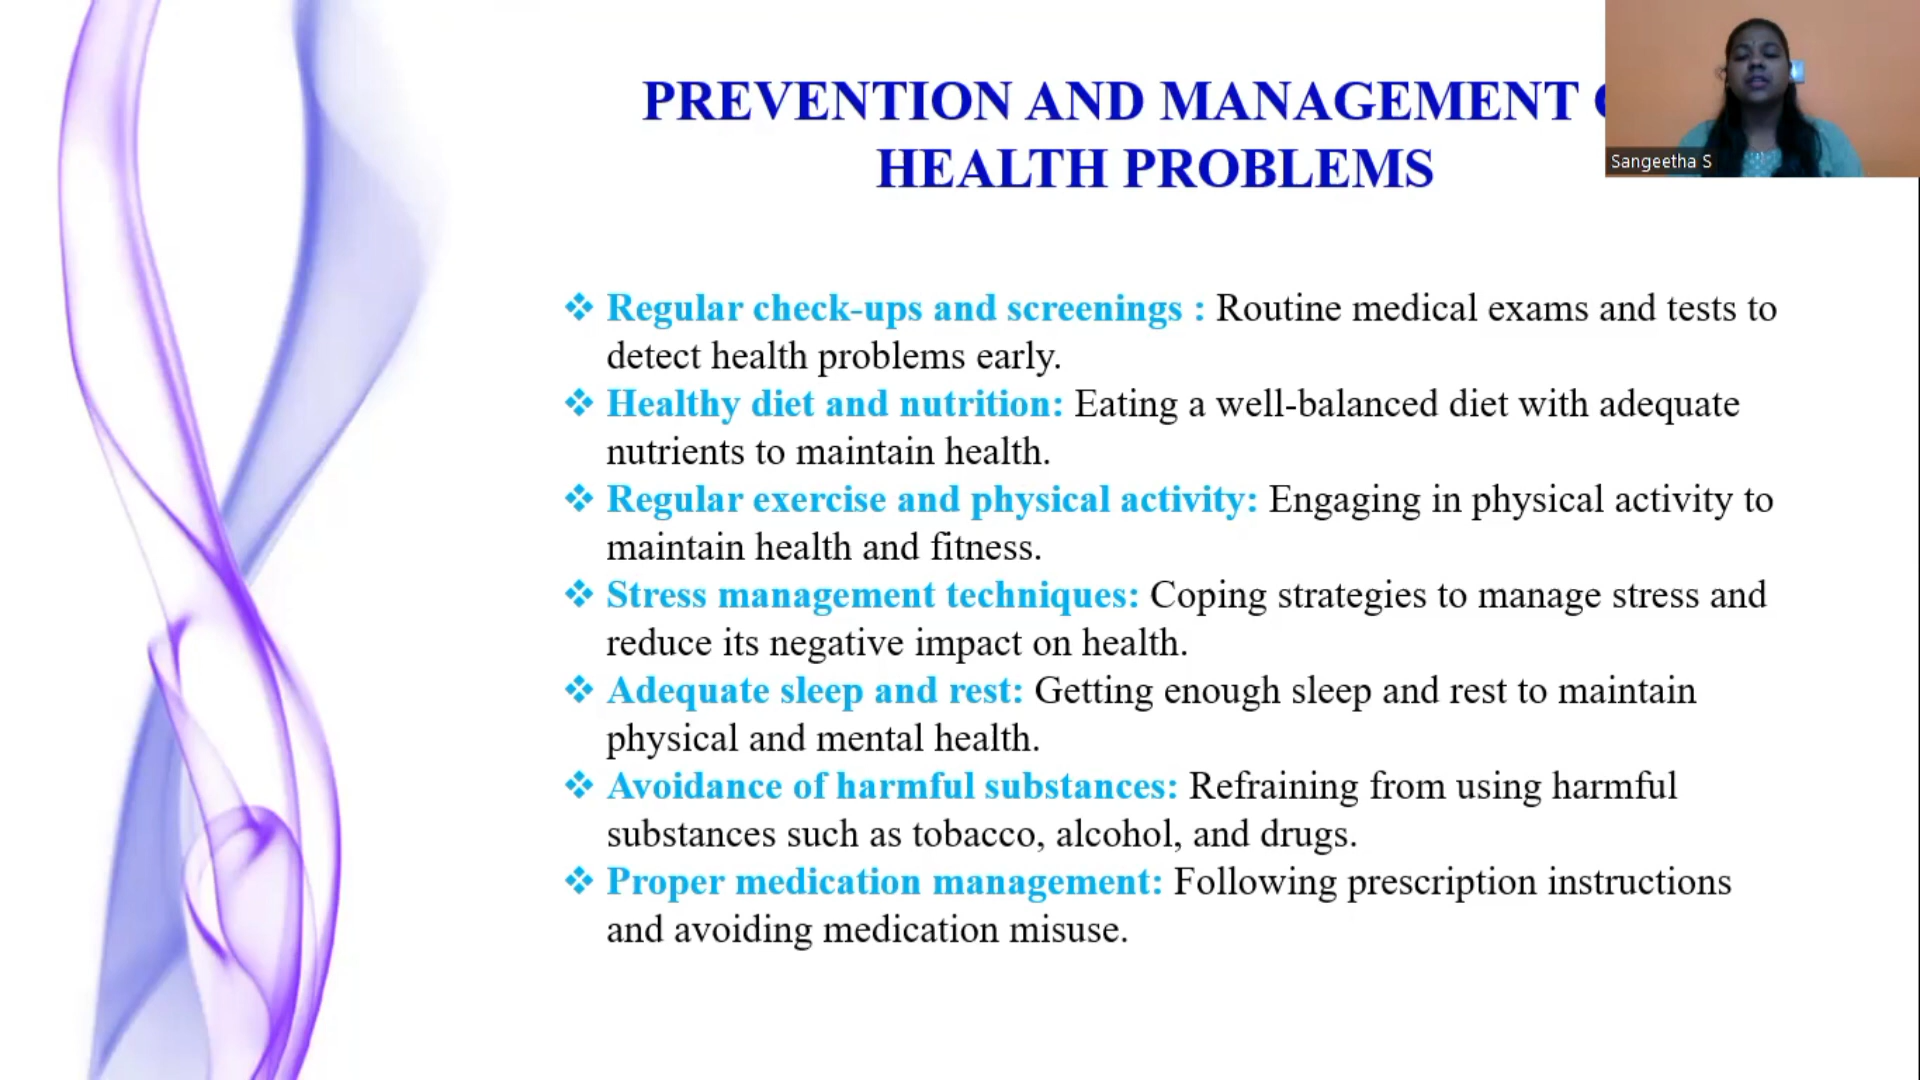 PREVENTION AND MANAGEMENT
HEALTH PROBLEMS
Sangeetha S
❖ Regular check-ups and screenings : Routine medical exams and tests to
detect health problems early.
❖ Healthy diet and nutrition: Eating a well-balanced diet with adequate
nutrients to maintain health.
❖ Regular exercise and physical activity: Engaging in physical activity to
maintain health and fitness.
❖ Stress management techniques: Coping strategies to manage stress and
reduce its negative impact on health.
❖ Adequate sleep and rest: Getting enough sleep and rest to maintain
physical and mental health.
❖ Avoidance of harmful substances: Refraining from using harmful
substances such as tobacco, alcohol, and drugs.
❖ Proper medication management: Following prescription instructions
and avoiding medication misuse.